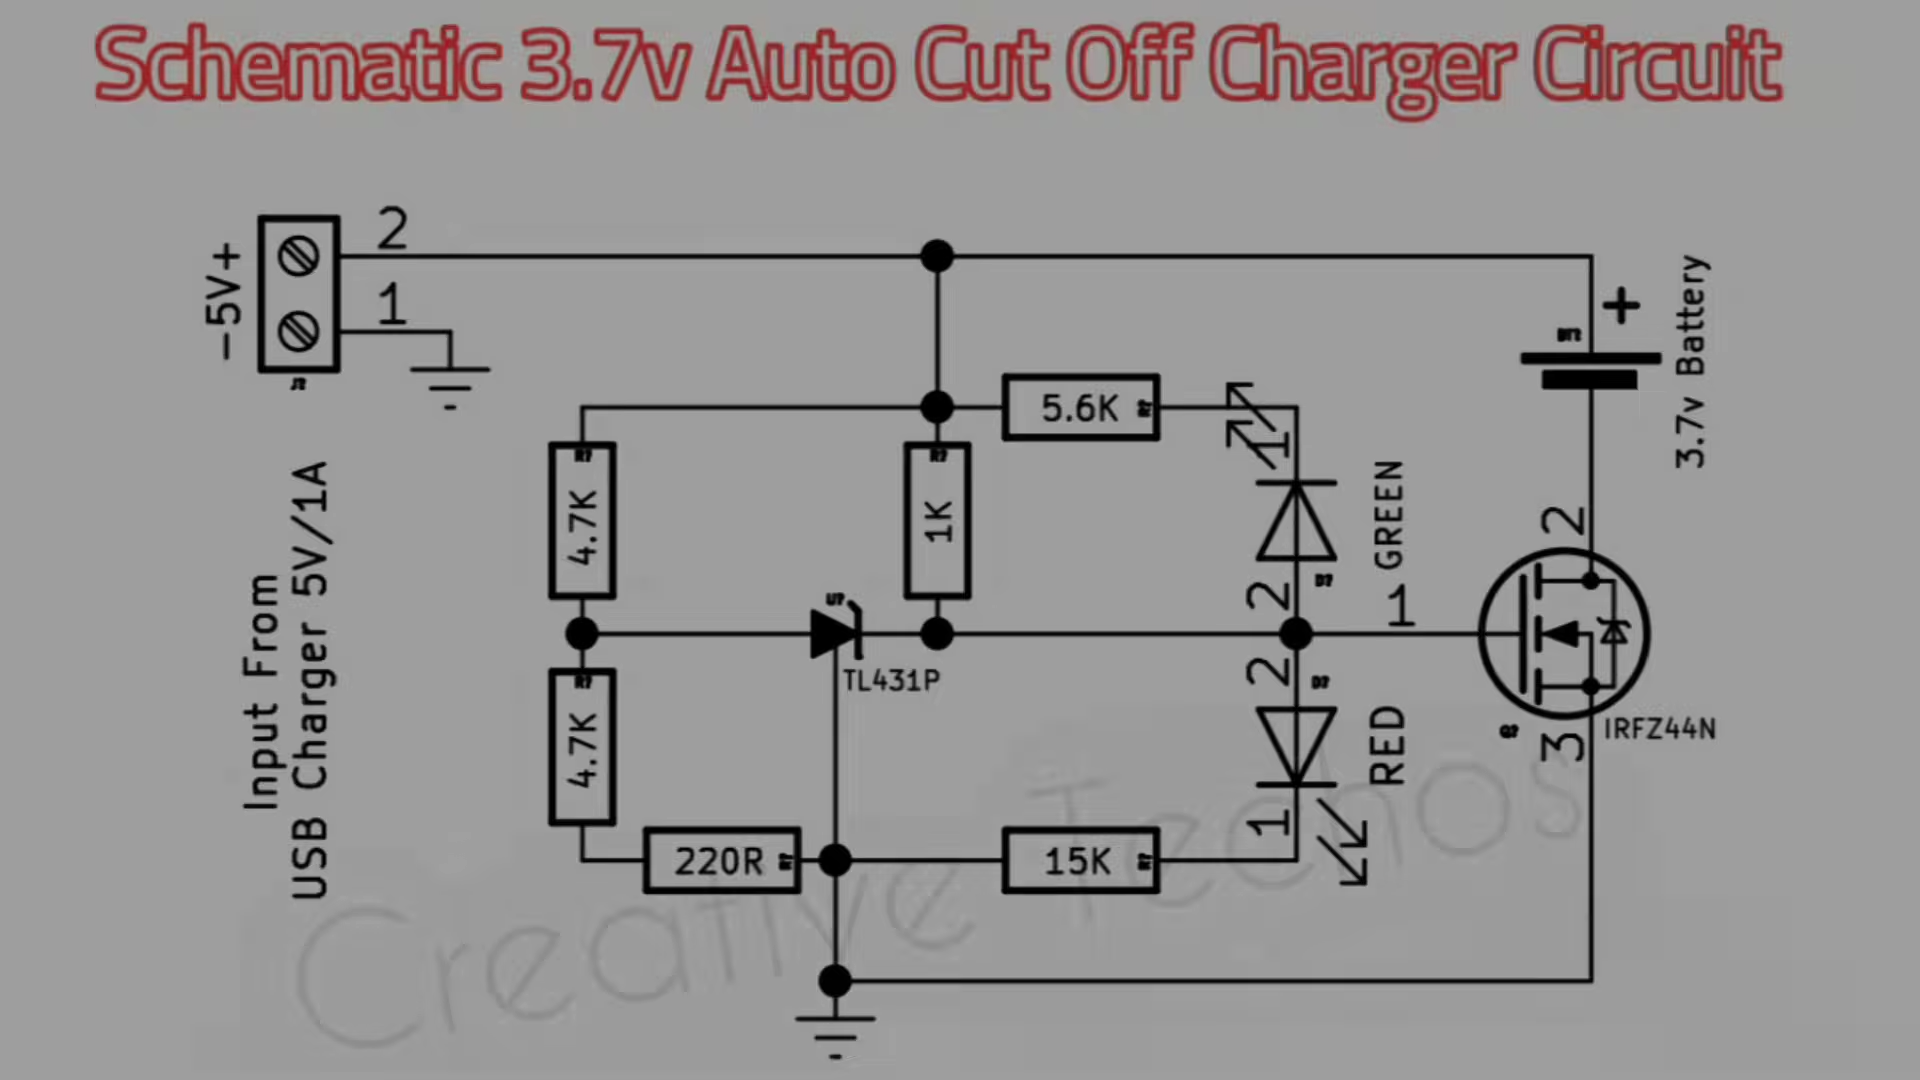 Schematic 3.7v Auto Cut Off Charger Circuit
-5V+
2
1
J?
Input From
USB Charger 5V/1A
R?
4.7K
R?
4.7K
220R
R?
R?
1K
U?
TL431P
5.6K
R?
1
GREEN
2
D?
2
D?
RED
1
15K
R?
BT?
+
3.7v Battery
2
1
Q?
3
IRFZ44N
Creative Technos